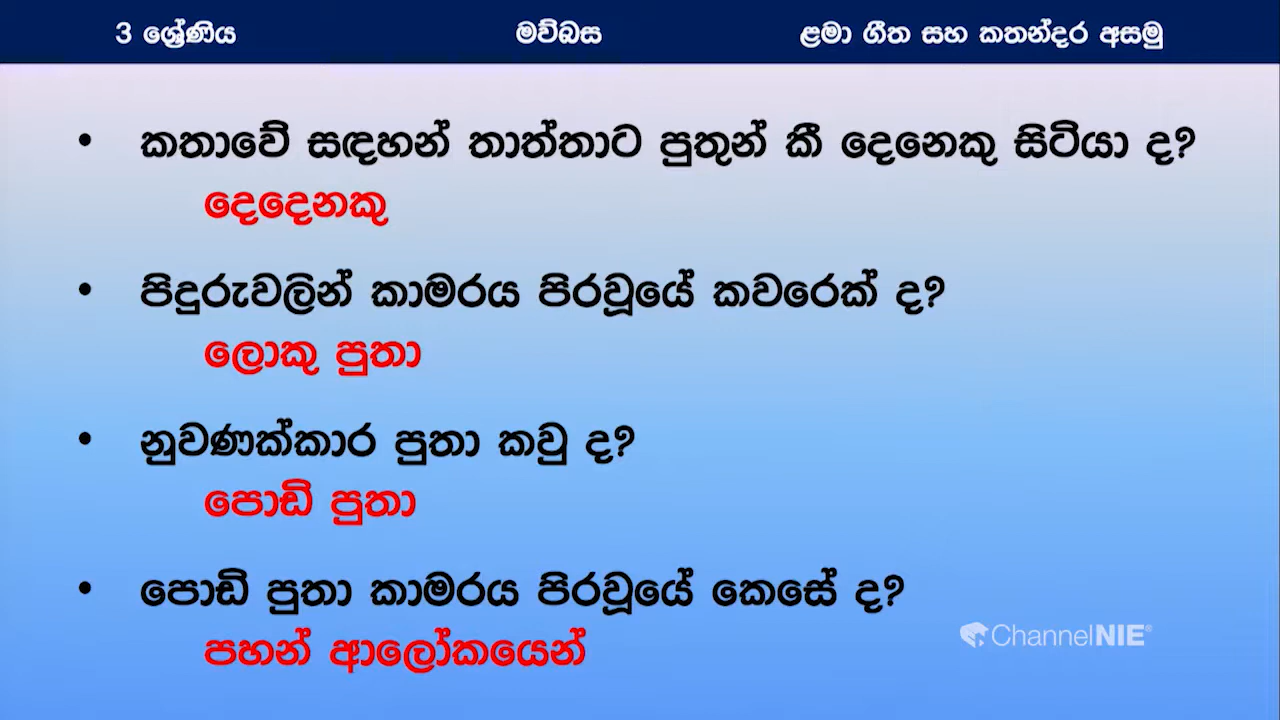 3 ශ්‍රේණිය මව්බස ළමා ගීත සහ කතන්දර අසමු
• කතාවේ සඳහන් තාත්තාට පුතුන් කී දෙනෙකු සිටියා ද?
දෙදෙනකු
• පිදුරුවලින් කාමරය පිරවූයේ කවරෙක් ද?
ලොකු පුතා
• නුවණක්කාර පුතා කවු ද?
පොඩි පුතා
• පොඩි පුතා කාමරය පිරවූයේ කෙසේ ද?
පහන් ආලෝකයෙන්
ChannelNIE®